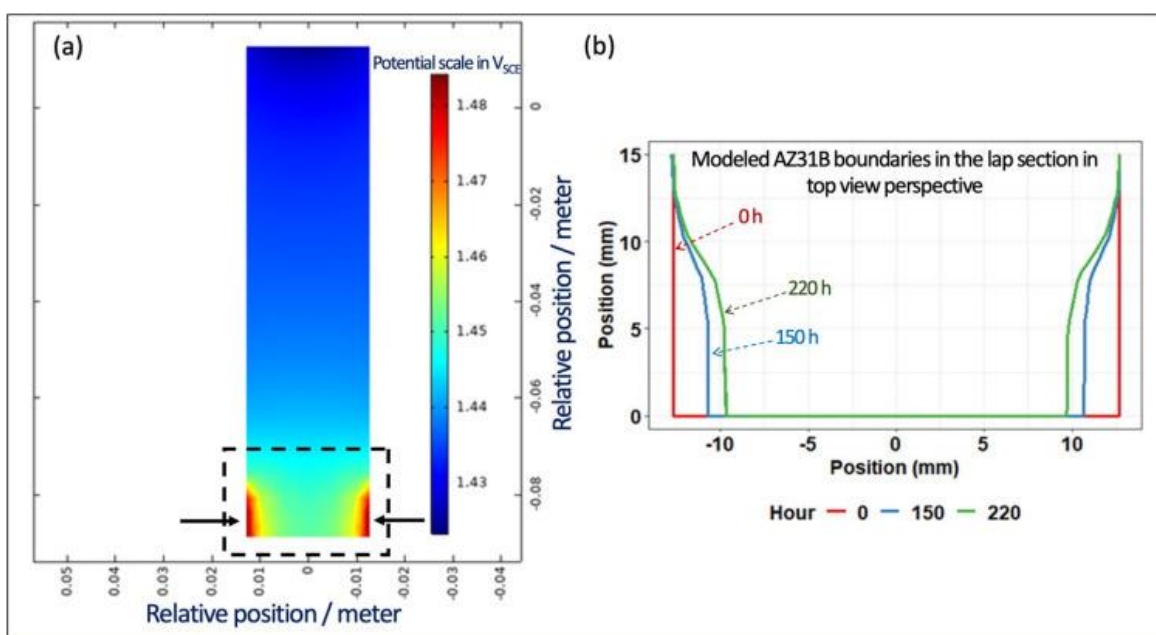 (a)
Potential scale in VSCE
1.48
1.47
1.46
1.45
1.44
1.43
0
-0.02
-0.04
-0.06
-0.08
Relative position / meter
0.05
0.04
0.03
0.02
0.01
0
-0.01
-0.02
-0.03
-0.04
Relative position / meter
(b)
Modeled AZ31B boundaries in the lap section in
top view perspective
0 h
220 h
150 h
15
10
5
0
Position (mm)
-10
-5
0
5
10
Position (mm)
Hour 0 150 220